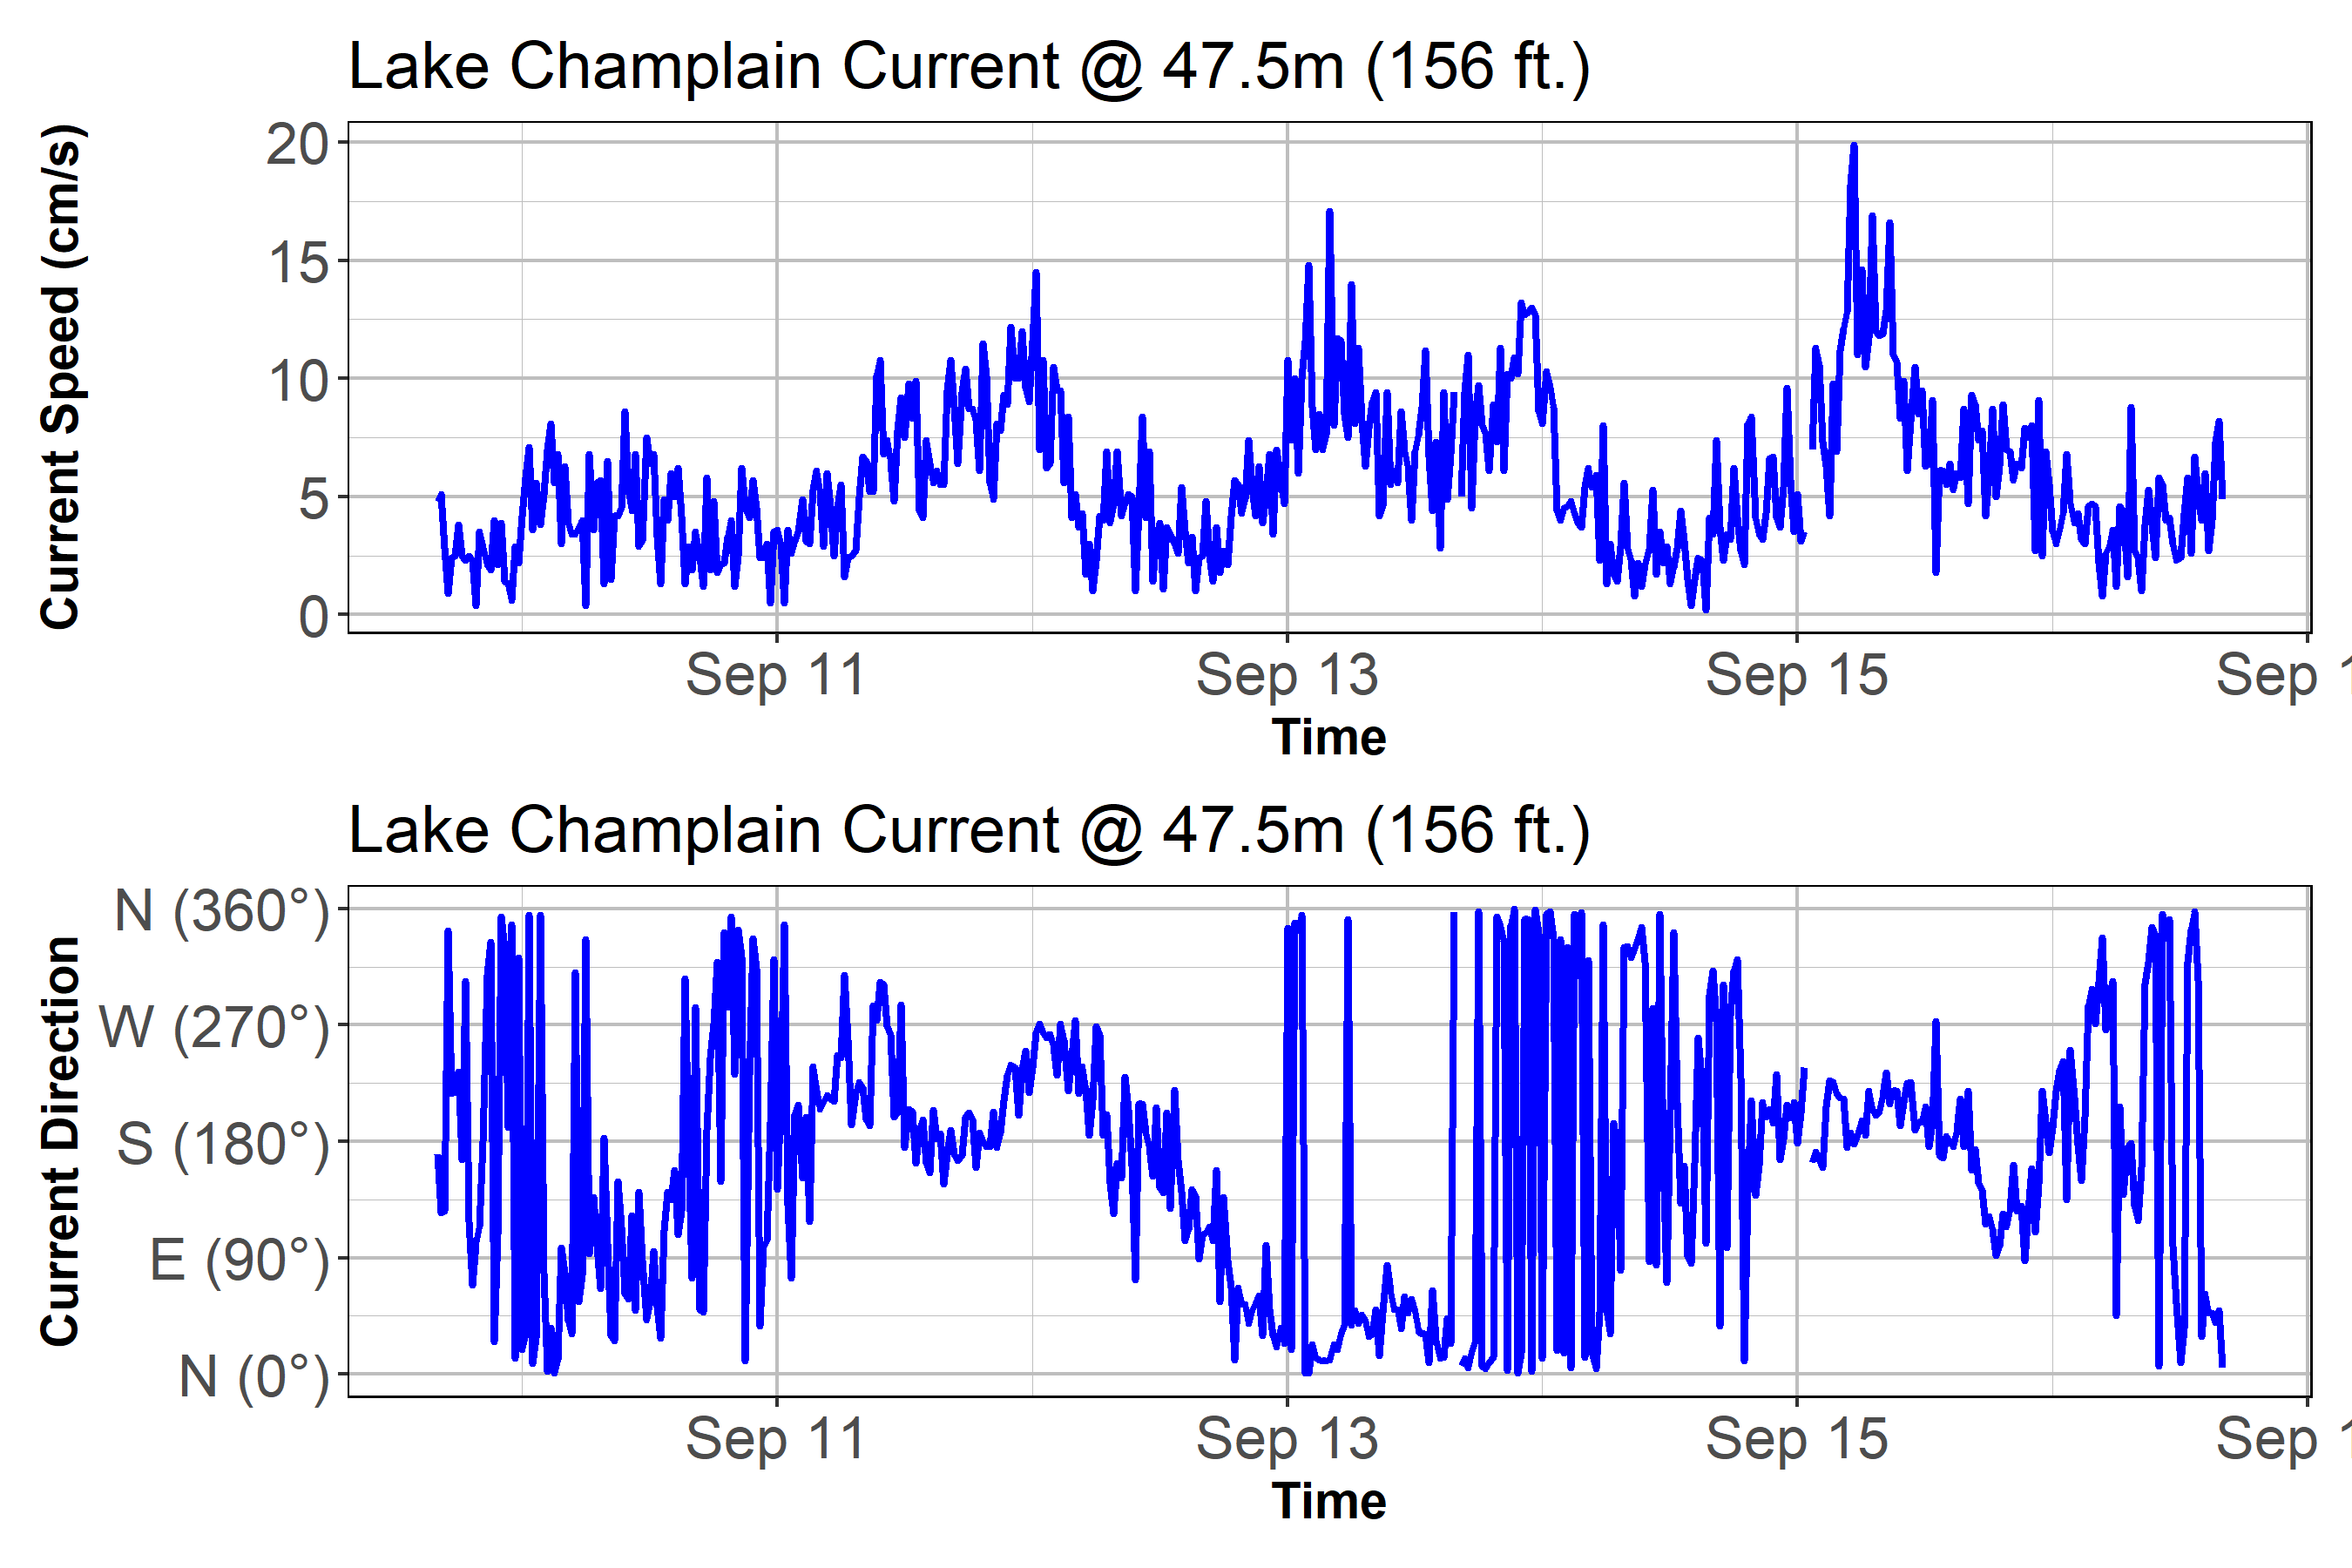 Lake Champlain Current @ 47.5m (156 ft.)
Current Speed (cm/s)
20
15
10
5
0
Sep 11 Sep 13 Sep 15 Sep 1
Time
Lake Champlain Current @ 47.5m (156 ft.)
Current Direction
N (360°)
W (270°)
S (180°)
E (90°)
N (0°)
Sep 11 Sep 13 Sep 15 Sep 1
Time